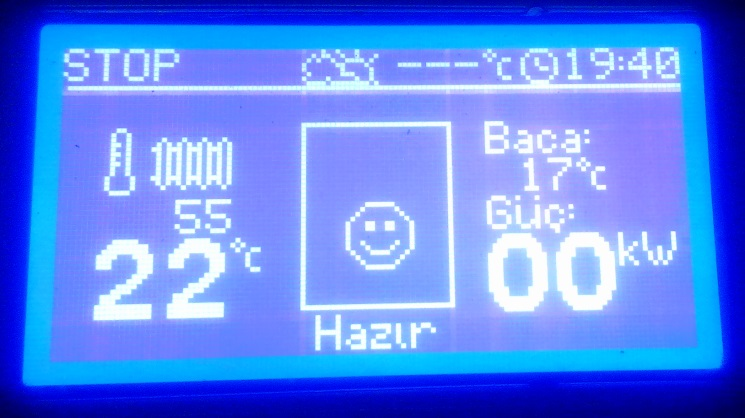 STOP ---°C 19:40
Baca:
17°C
55
Güç:
22°C
00kW
Hazır